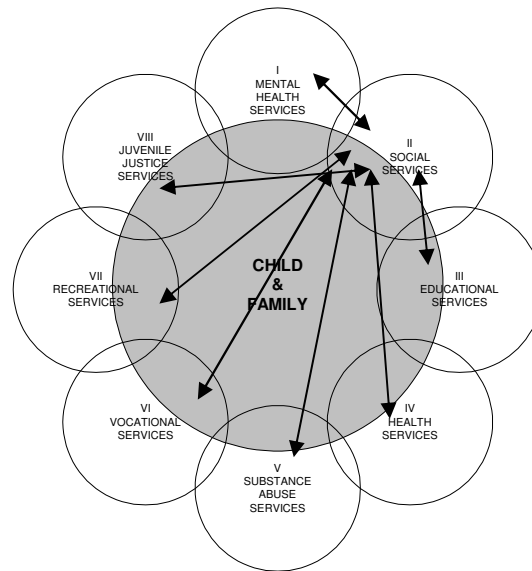 I
MENTAL
HEALTH
SERVICES
II
SOCIAL
SERVICES
III
EDUCATIONAL
SERVICES
IV
HEALTH
SERVICES
V
SUBSTANCE
ABUSE
SERVICES
VI
VOCATIONAL
SERVICES
VII
RECREATIONAL
SERVICES
VIII
JUVENILE
JUSTICE
SERVICES
CHILD
&
FAMILY